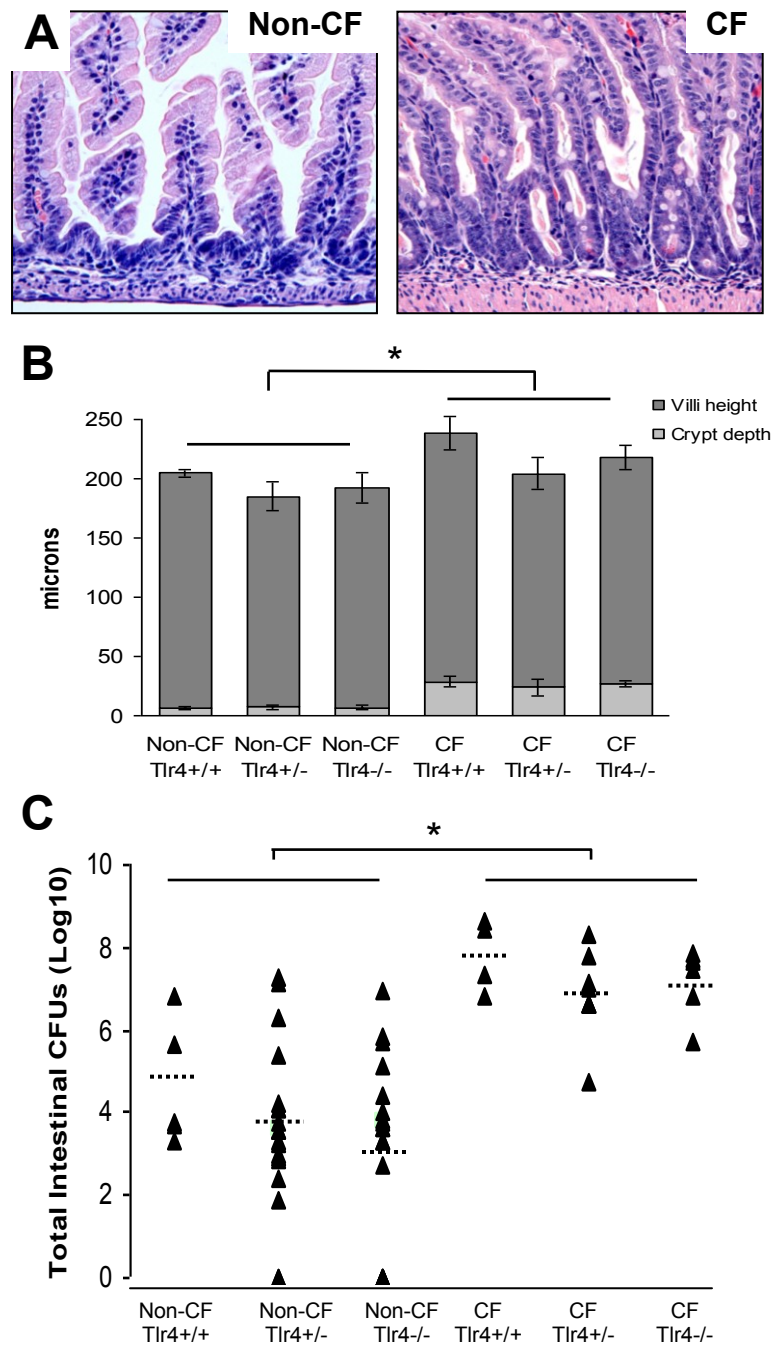 A Non-CF CF
B
*
Villi height
Crypt depth
microns
250
200
150
100
50
0
Non-CF Non-CF Non-CF CF CF CF
Tlr4+/+ Tlr4+/- Tlr4-/- Tlr4+/+ Tlr4+/- Tlr4-/-
C
*
Total Intestinal CFUs (Log10)
10
8
6
4
2
0
Non-CF Non-CF Non-CF CF CF CF
Tlr4+/+ Tlr4+/- Tlr4-/- Tlr4+/+ Tlr4+/- Tlr4-/-